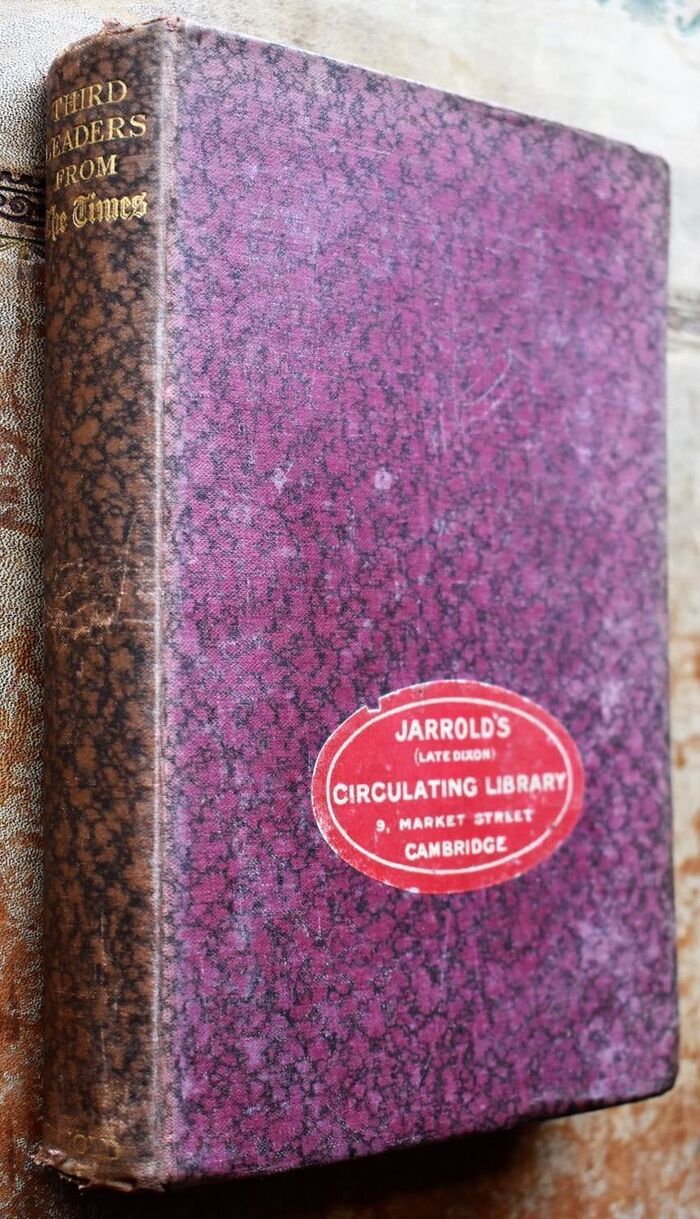 THIRD
LEADERS
FROM
The Times
JARROLD'S
(LATE DIXON)
CIRCULATING LIBRARY
9, MARKET STREET
CAMBRIDGE